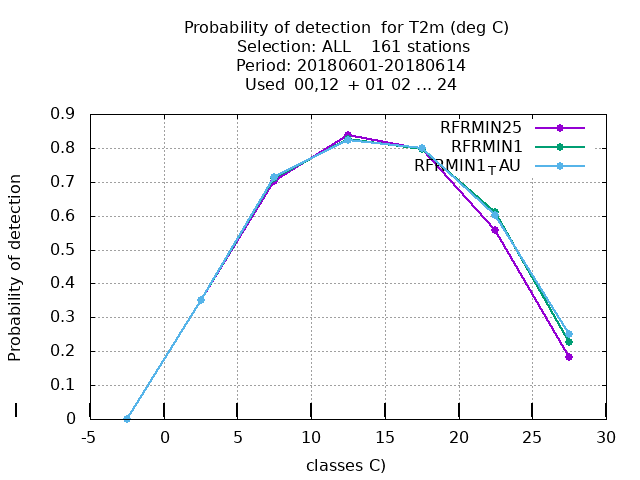 Probability of detection for T2m (deg C)
Selection: ALL 161 stations
Period: 20180601-20180614
Used 00,12 + 01 02 ... 24
0.9
0.8
0.7
0.6
0.5
0.4
0.3
0.2
0.1
0
Probability of detection
RFRMIN25
RFRMIN1
RFRMIN1TAU
-5 0 5 10 15 20 25 30
classes C)